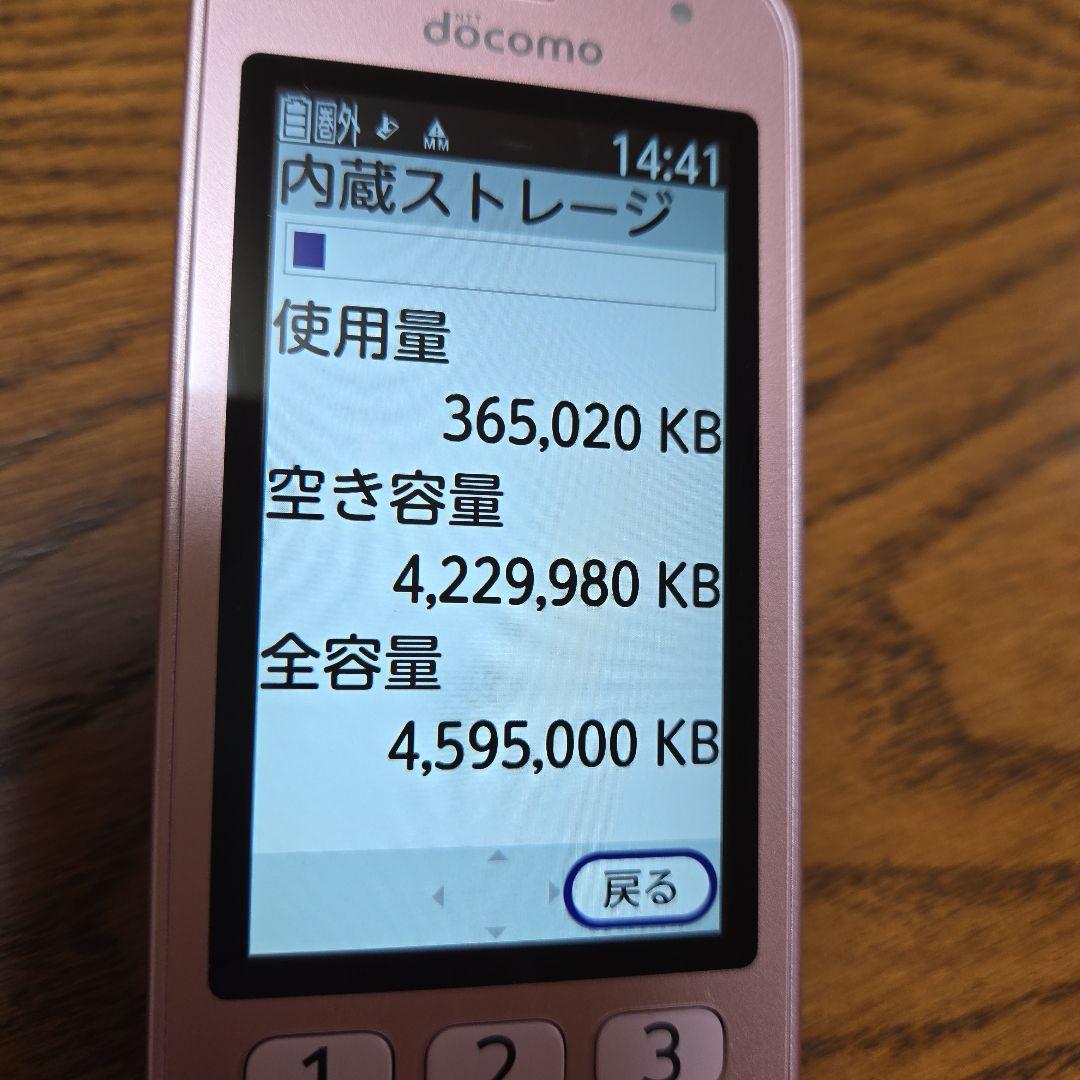 NTT
docomo
圏外 MM 14:41
内蔵ストレージ
使用量
365,020 KB
空き容量
4,229,980 KB
全容量
4,595,000 KB
戻る
1 2 3